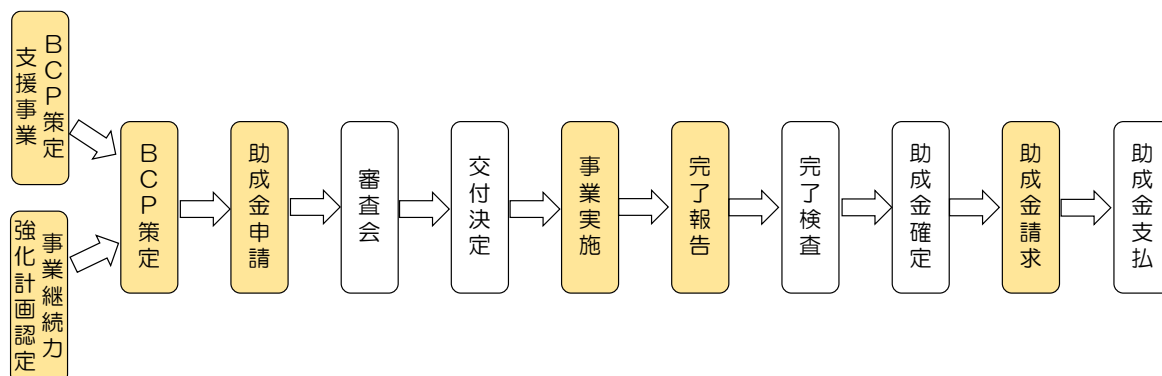 BCP策定
支援事業
事業継続力
強化計画認定
BCP策定
助成金申請
審査会
交付決定
事業実施
完了報告
完了検査
助成金確定
助成金請求
助成金支払